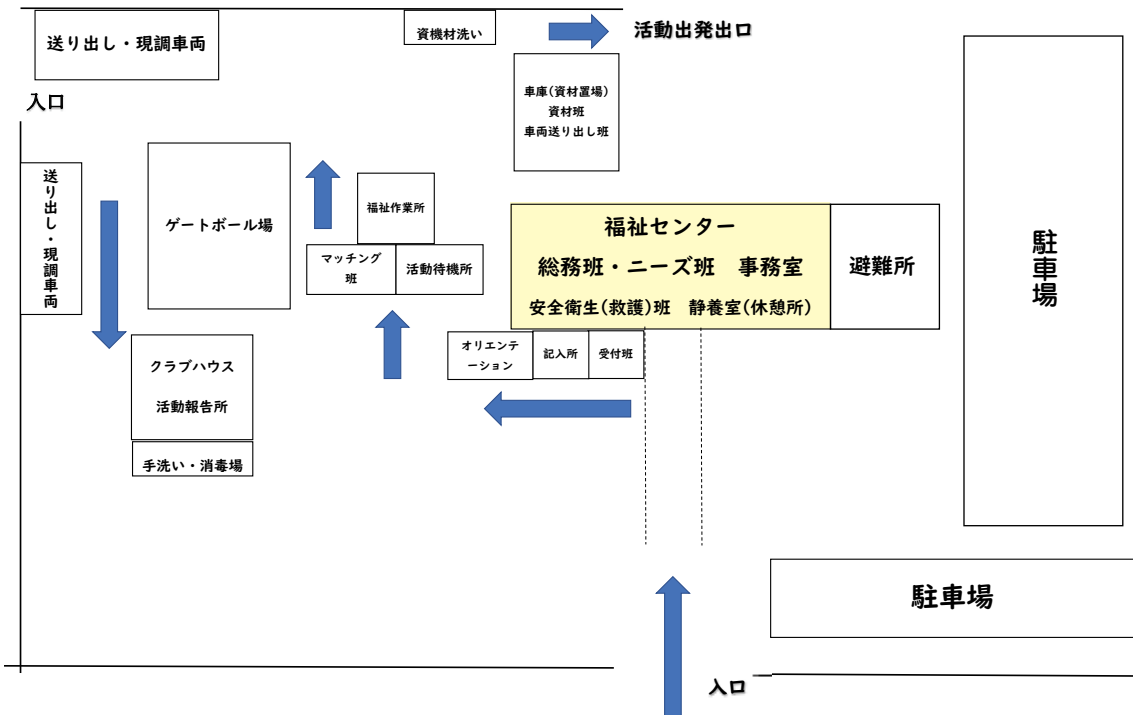 送り出し・現調車両
資機材洗い
活動出発出口
車庫(資材置場)
資材班
車両送り出し班
入口
送り出し・現調車両
ゲートボール場
福祉作業所
マッチング
班
活動待機所
福祉センター
総務班・ニーズ班　事務室
安全衛生(救護)班　静養室(休憩所)
避難所
駐車場
オリエンテ
ーション
記入所
受付班
クラブハウス
活動報告所
手洗い・消毒場
駐車場
入口